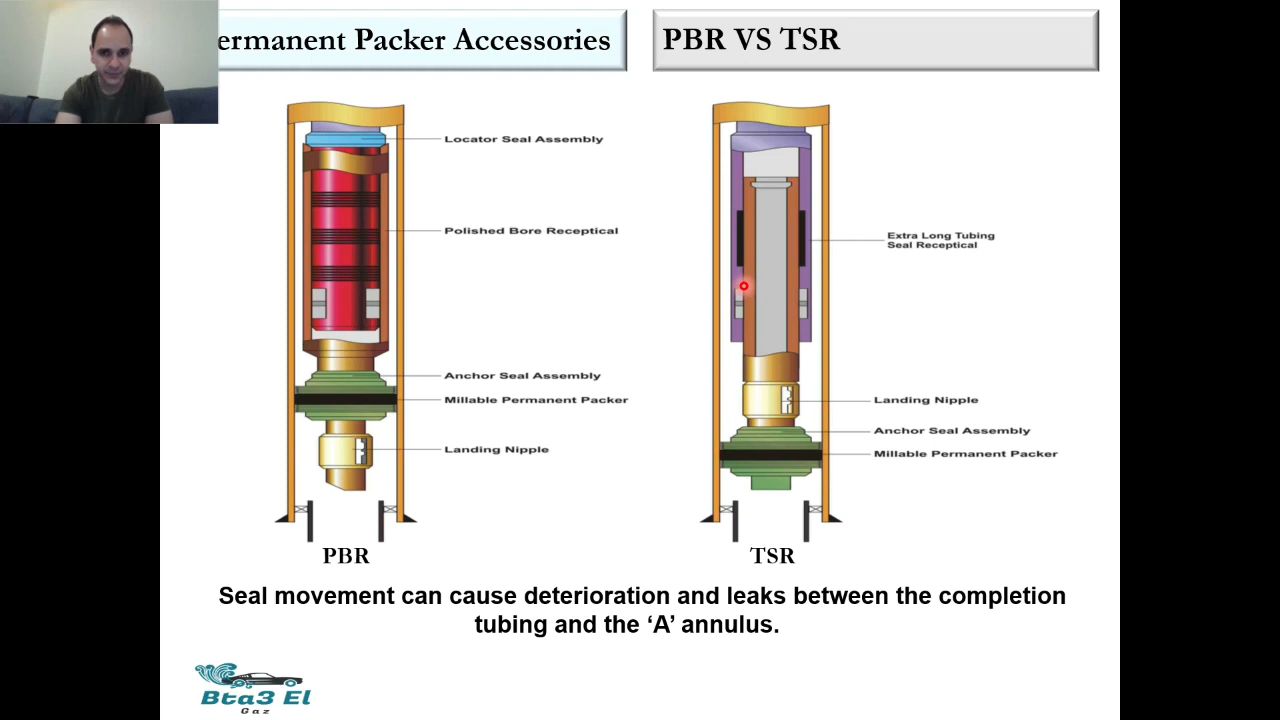 ermanent Packer Accessories
PBR VS TSR
Locator Seal Assembly
Polished Bore Receptical
Anchor Seal Assembly
Millable Permanent Packer
Landing Nipple
PBR
Extra Long Tubing
Seal Receptical
Landing Nipple
Anchor Seal Assembly
Millable Permanent Packer
TSR
Seal movement can cause deterioration and leaks between the completion
tubing and the ‘A’ annulus.
Bta3 El
Gaz